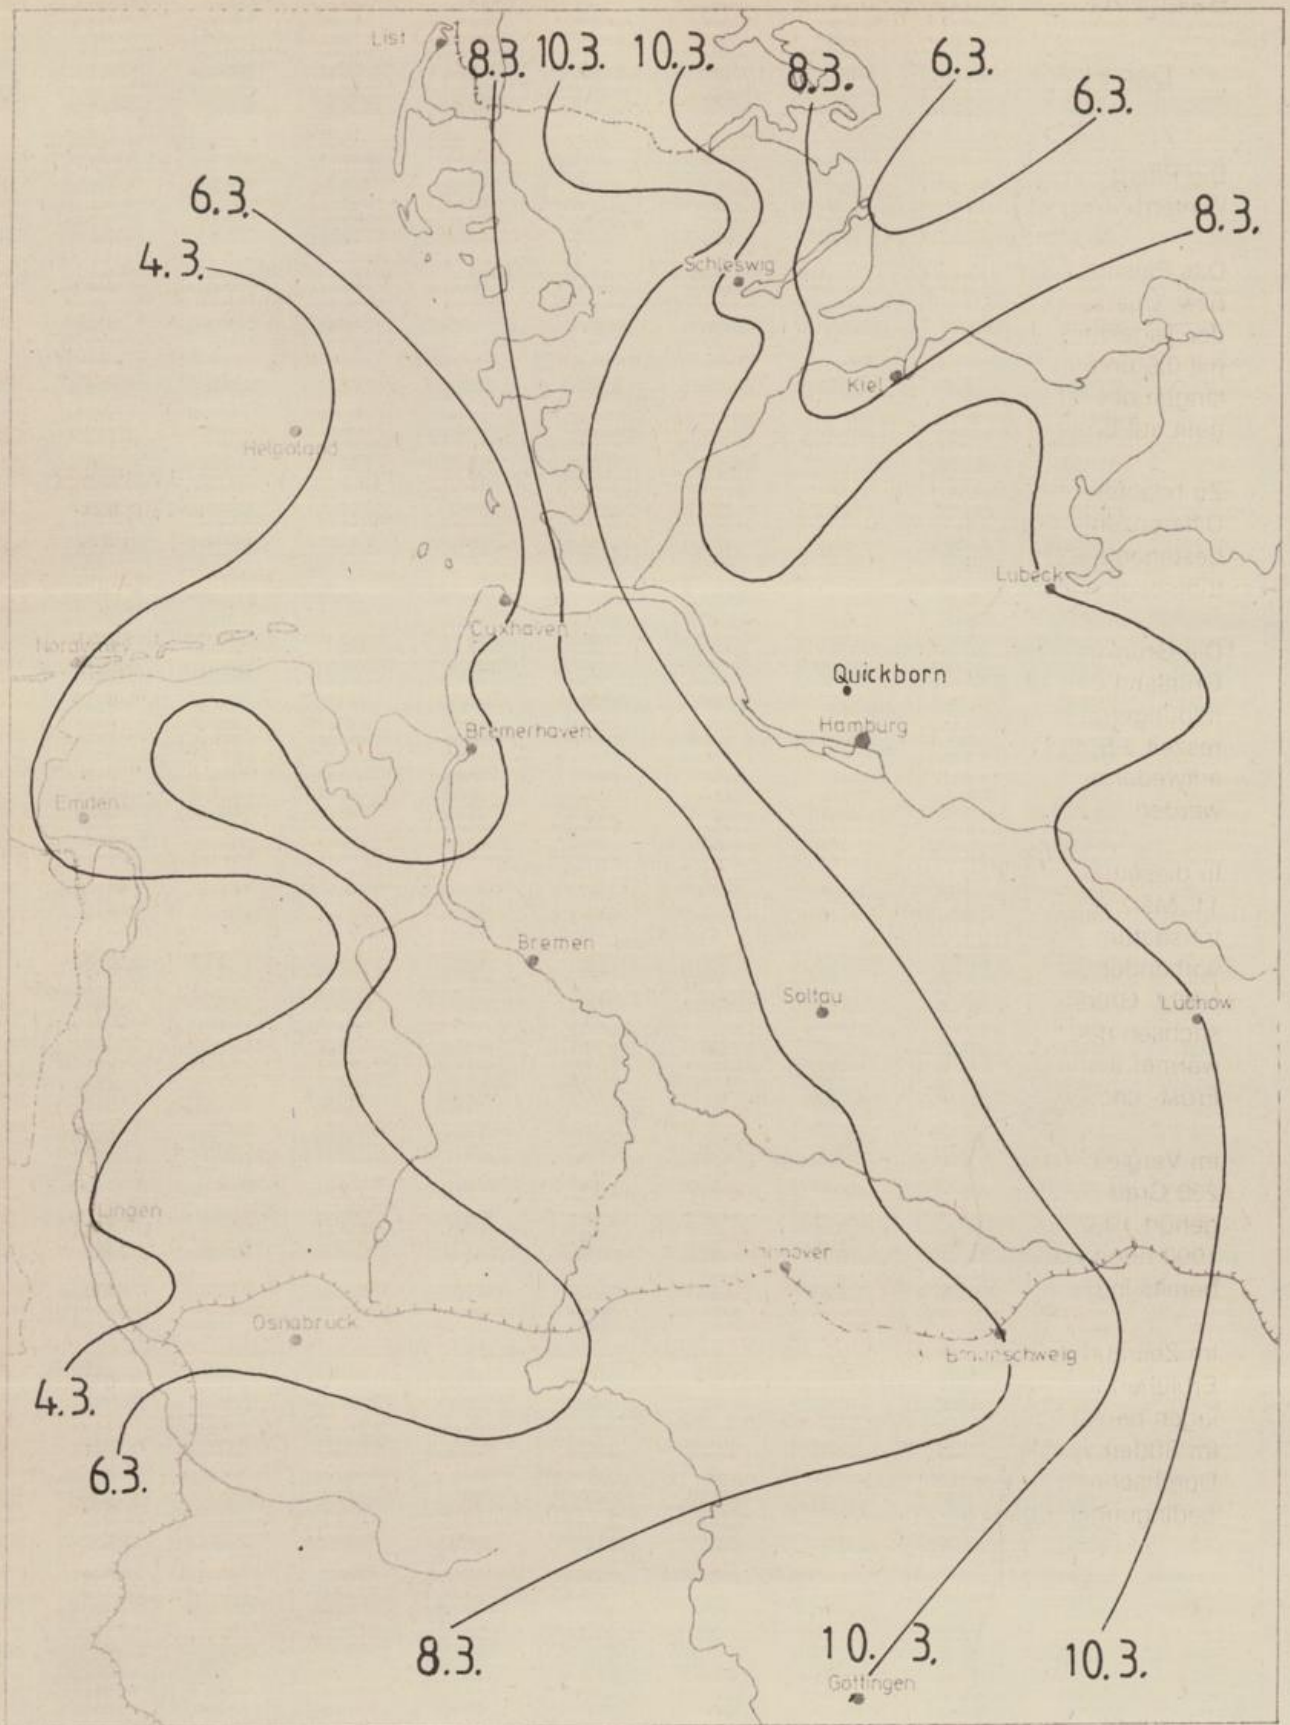 List
8.3. 10.3. 10.3. 8.3. 6.3.
6.3.
6.3.
8.3.
4.3.
Schleswig
Kiel
Helgoland
Lübeck
Cuxhaven
Quickborn
Hamburg
Bremerhaven
Emden
Bremen
Soltau
Lüchow
Lingen
Osnabrück
Braunschweig
4.3.
6.3.
8.3. 10. 3. 10.3.
Göttingen